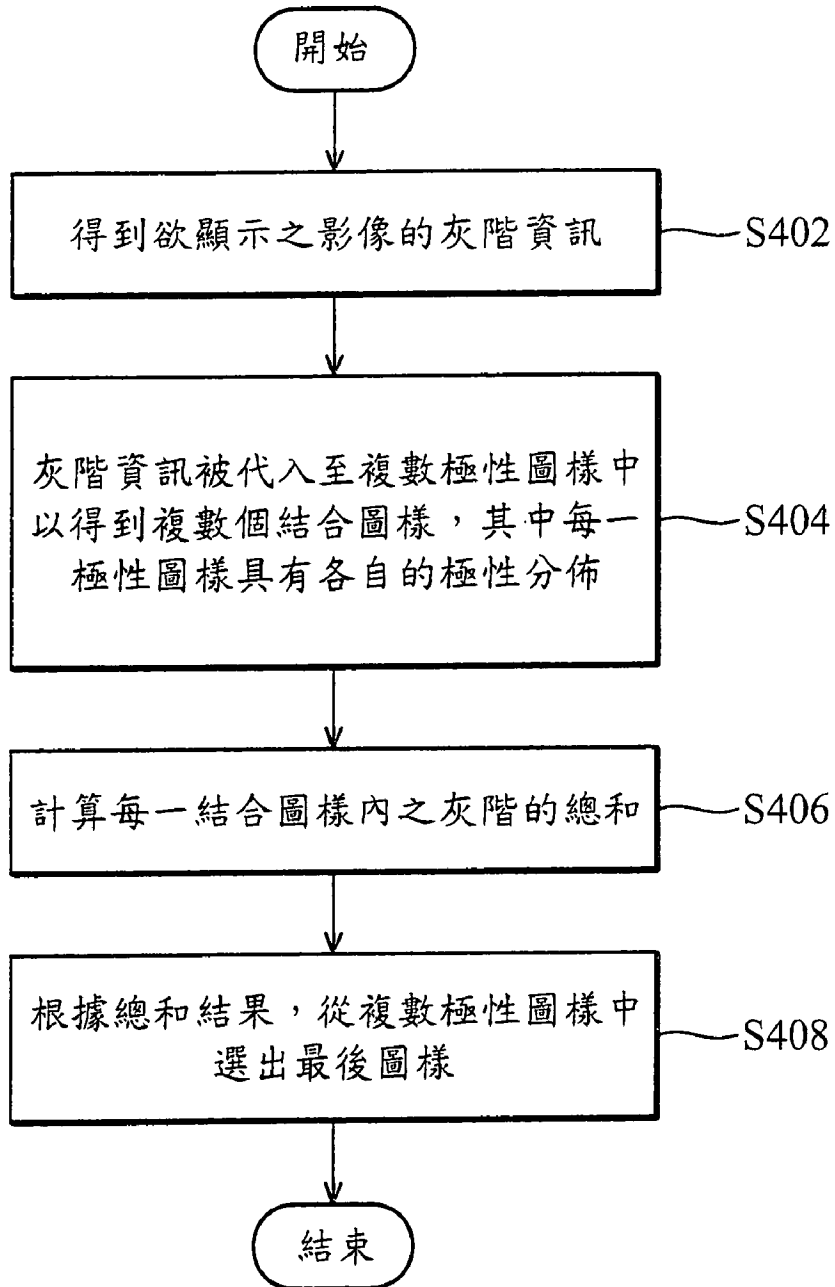 開始
得到欲顯示之影像的灰階資訊
S402
灰階資訊被代入至複數極性圖樣中
以得到複數個結合圖樣，其中每一
極性圖樣具有各自的極性分佈
S404
計算每一結合圖樣內之灰階的總和
S406
根據總和結果，從複數極性圖樣中
選出最後圖樣
S408
結束